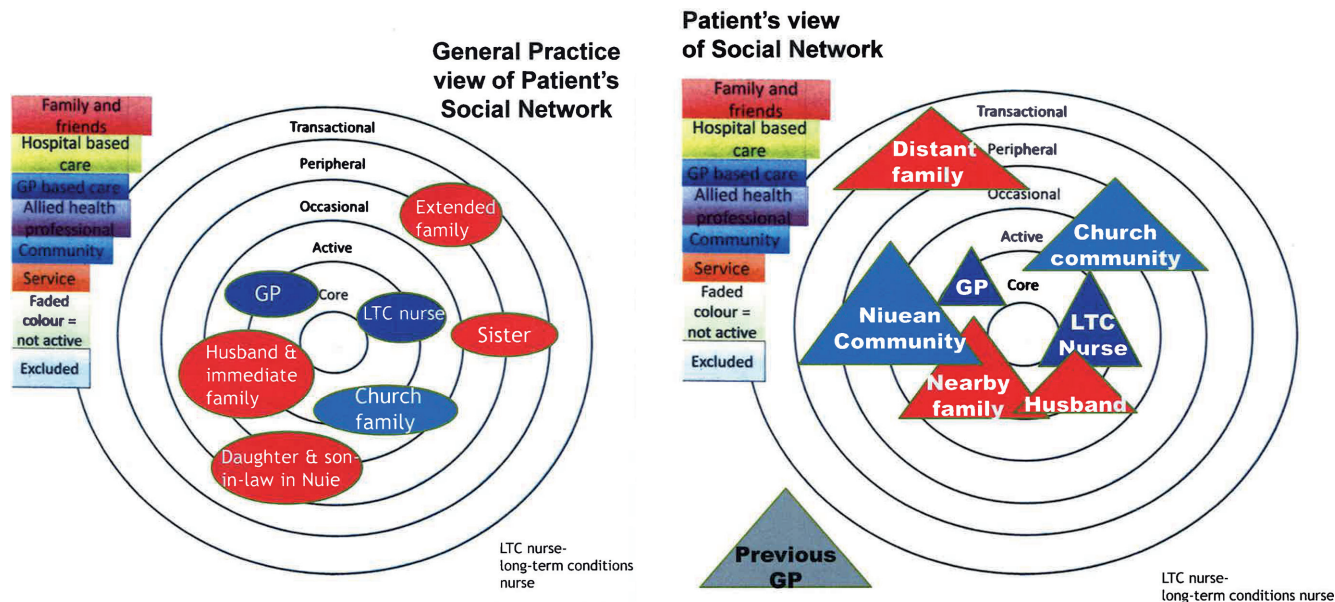 General Practice
view of Patient's
Social Network
Family and
friends
Hospital based
care
GP based care
Allied health
professional
Community
Service
Faded
colour =
not active
Excluded
Transactional
Peripheral
Occasional
Active
Core
Extended
family
GP
LTC nurse
Sister
Husband &
immediate
family
Church
family
Daughter & son-
in-law in Nuie
LTC nurse-
long-term conditions
nurse
Patient's view
of Social Network
Family and
friends
Hospital based
care
GP based care
Allied health
professional
Community
Service
Faded
colour =
not active
Excluded
Transactional
Peripheral
Occasional
Active
Core
Distant
family
Church
community
GP
Niuean
Community
LTC
Nurse
Nearby
family
Husband
Previous
GP
LTC nurse-
long-term conditions nurse